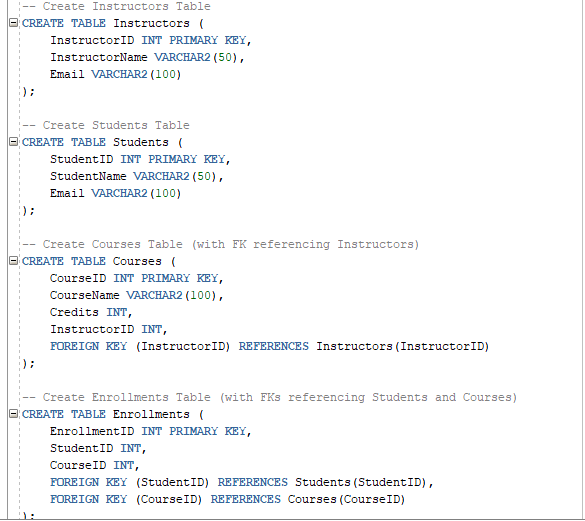 -- Create Instructors Table
CREATE TABLE Instructors (
    InstructorID INT PRIMARY KEY,
    InstructorName VARCHAR2(50),
    Email VARCHAR2(100)
);

-- Create Students Table
CREATE TABLE Students (
    StudentID INT PRIMARY KEY,
    StudentName VARCHAR2(50),
    Email VARCHAR2(100)
);

-- Create Courses Table (with FK referencing Instructors)
CREATE TABLE Courses (
    CourseID INT PRIMARY KEY,
    CourseName VARCHAR2(100),
    Credits INT,
    InstructorID INT,
    FOREIGN KEY (InstructorID) REFERENCES Instructors(InstructorID)
);

-- Create Enrollments Table (with FKs referencing Students and Courses)
CREATE TABLE Enrollments (
    EnrollmentID INT PRIMARY KEY,
    StudentID INT,
    CourseID INT,
    FOREIGN KEY (StudentID) REFERENCES Students(StudentID),
    FOREIGN KEY (CourseID) REFERENCES Courses(CourseID)
);